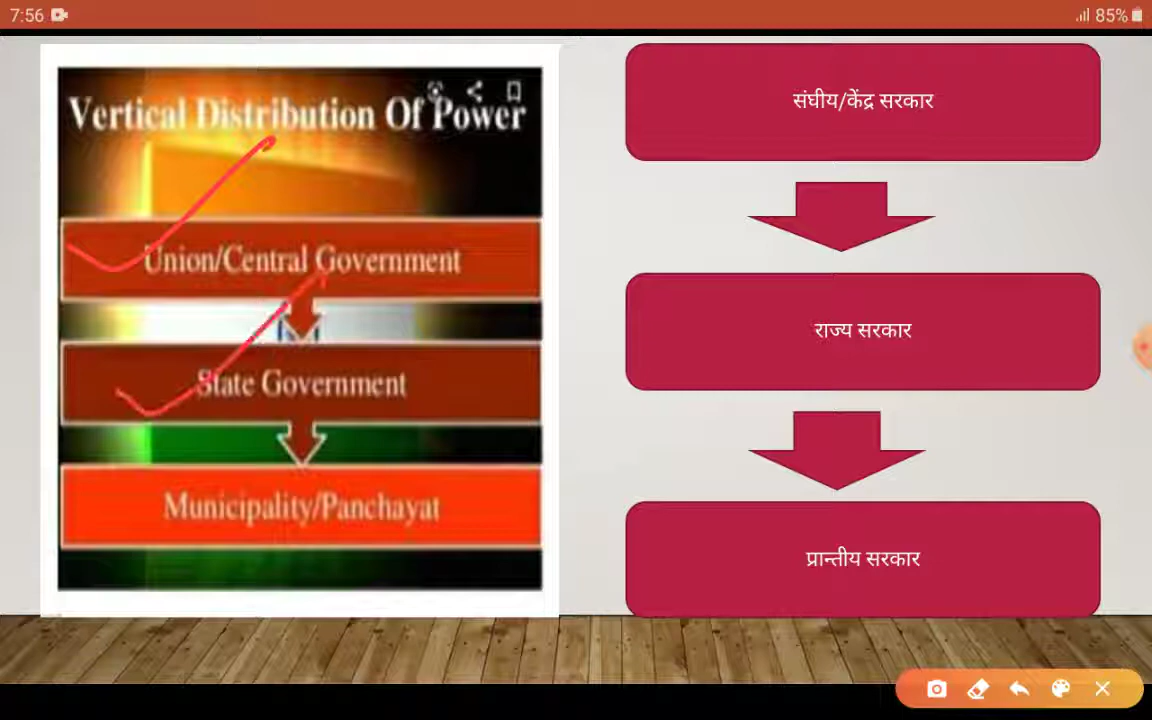 7:56
85%
Vertical Distribution Of Power
Union/Central Government
State Government
Municipality/Panchayat
संघीय/केंद्र सरकार
राज्य सरकार
प्रान्तीय सरकार